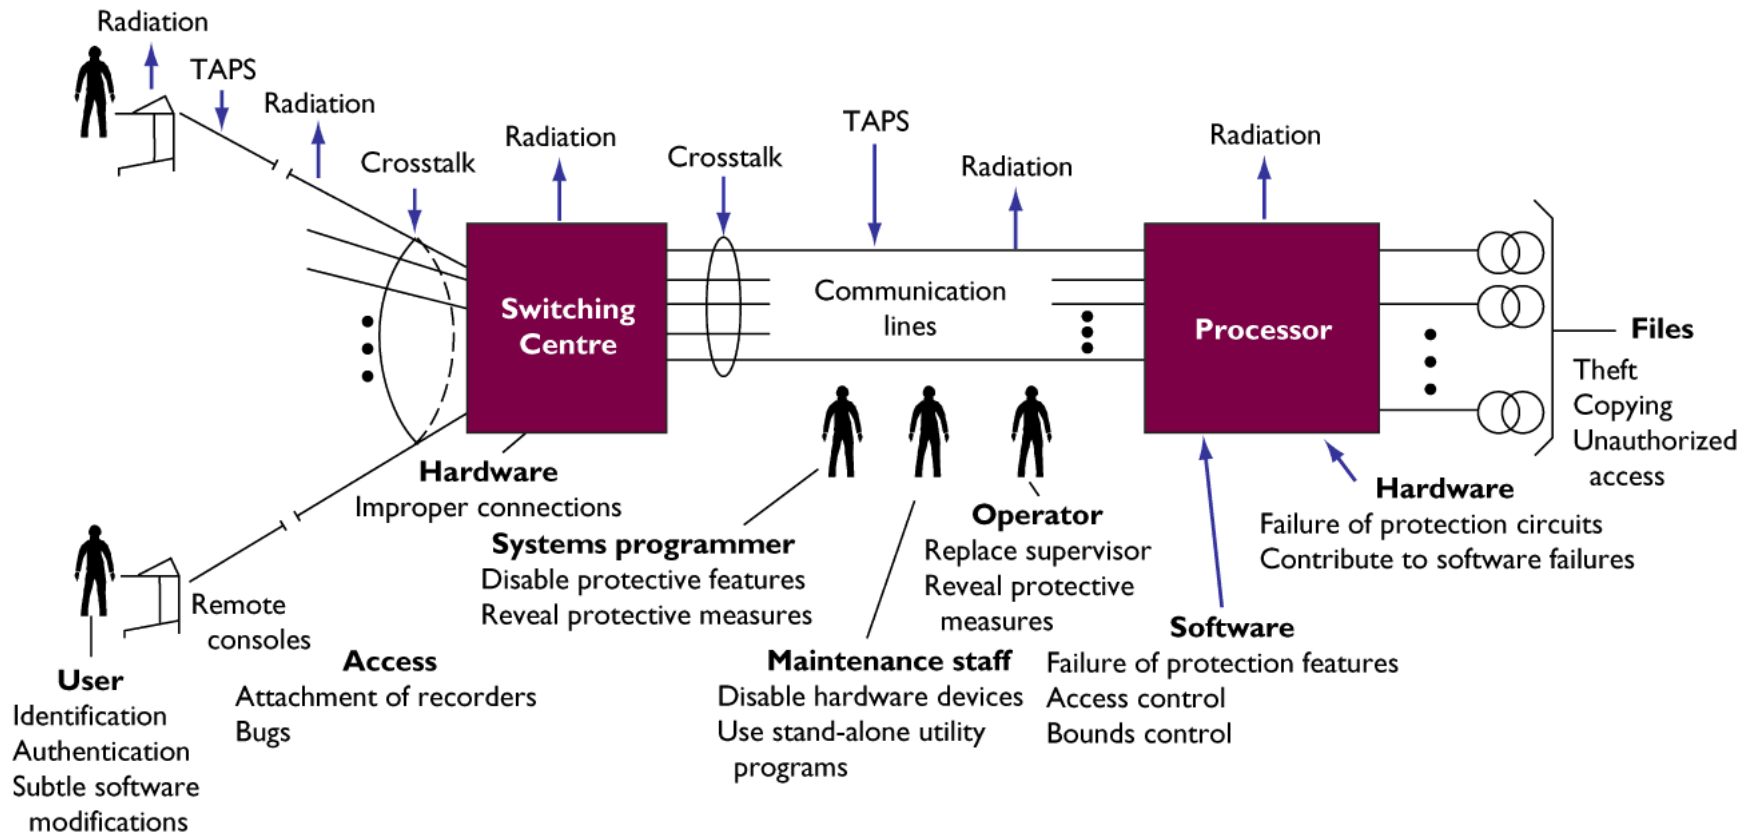 Radiation
TAPS
Radiation
Crosstalk
Radiation
Crosstalk
TAPS
Radiation
Radiation
Switching
Centre
Communication
lines
Processor
Files
Theft
Copying
Unauthorized
access
Hardware
Improper connections
Systems programmer
Disable protective features
Reveal protective measures
Operator
Replace supervisor
Reveal protective
measures
Hardware
Failure of protection circuits
Contribute to software failures
Remote
consoles
User
Identification
Authentication
Subtle software
modifications
Access
Attachment of recorders
Bugs
Maintenance staff
Disable hardware devices
Use stand-alone utility
programs
Software
Failure of protection features
Access control
Bounds control